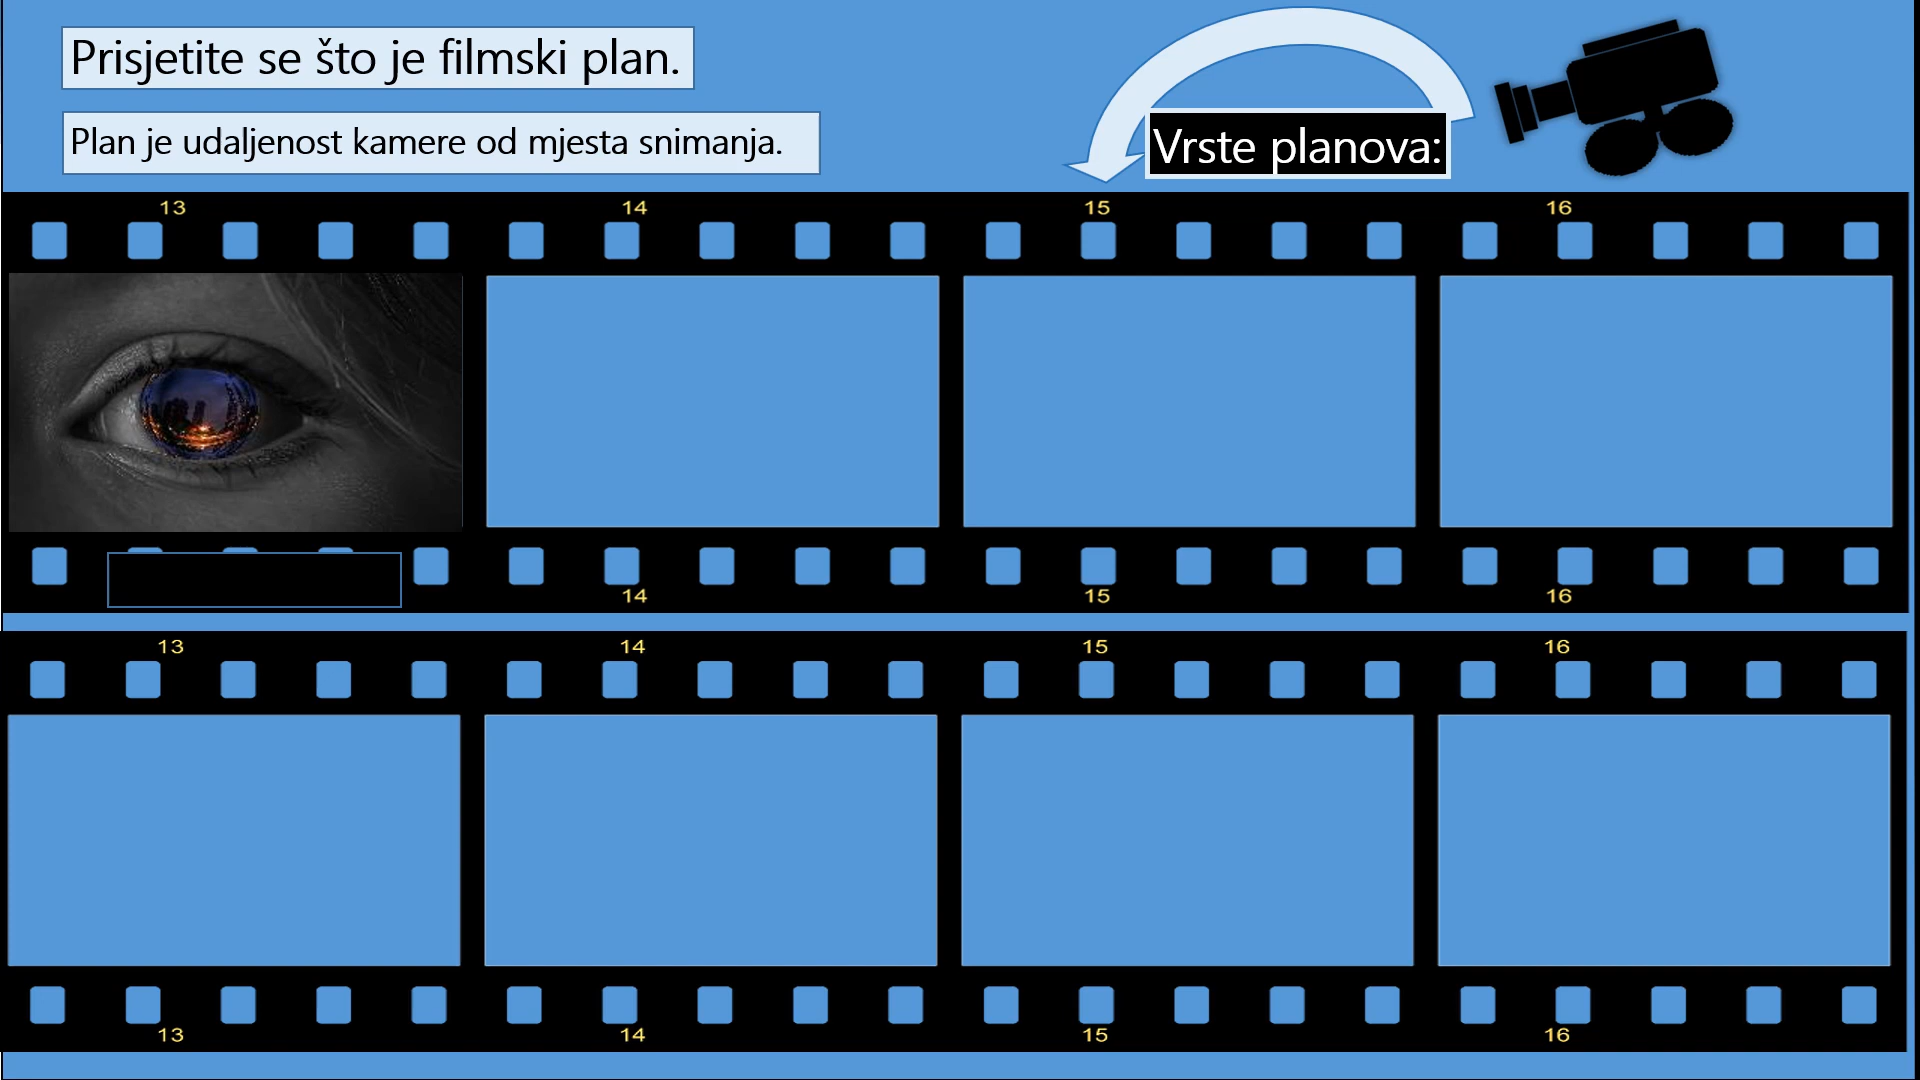 Prisjetite se što je filmski plan.
Plan je udaljenost kamere od mjesta snimanja.
Vrste planova:
13 14 15 16
14 15 16
13 14 15 16
13 14 15 16